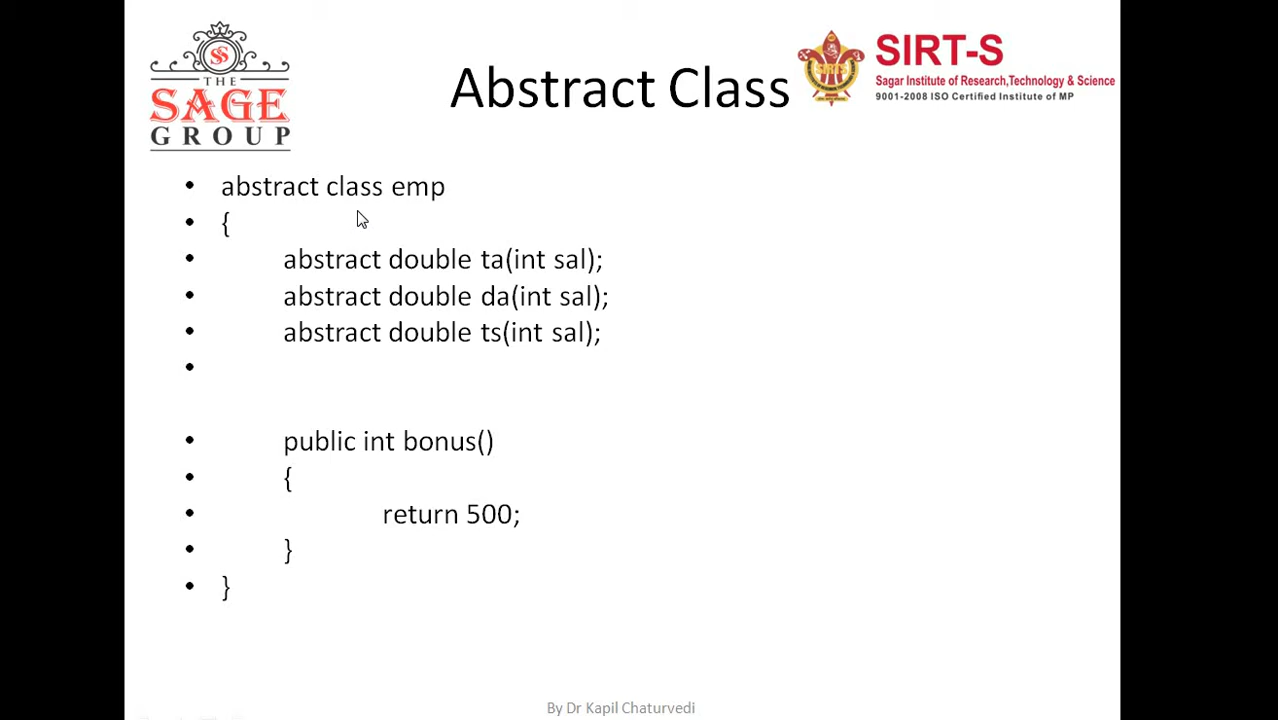 THE
SAGE
GROUP
Abstract Class
SIRT-S
Sagar Institute of Research,Technology & Science
9001-2008 ISO Certified Institute of MP
• abstract class emp
• {
• abstract double ta(int sal);
• abstract double da(int sal);
• abstract double ts(int sal);
•
• public int bonus()
• {
• return 500;
• }
• }
By Dr Kapil Chaturvedi